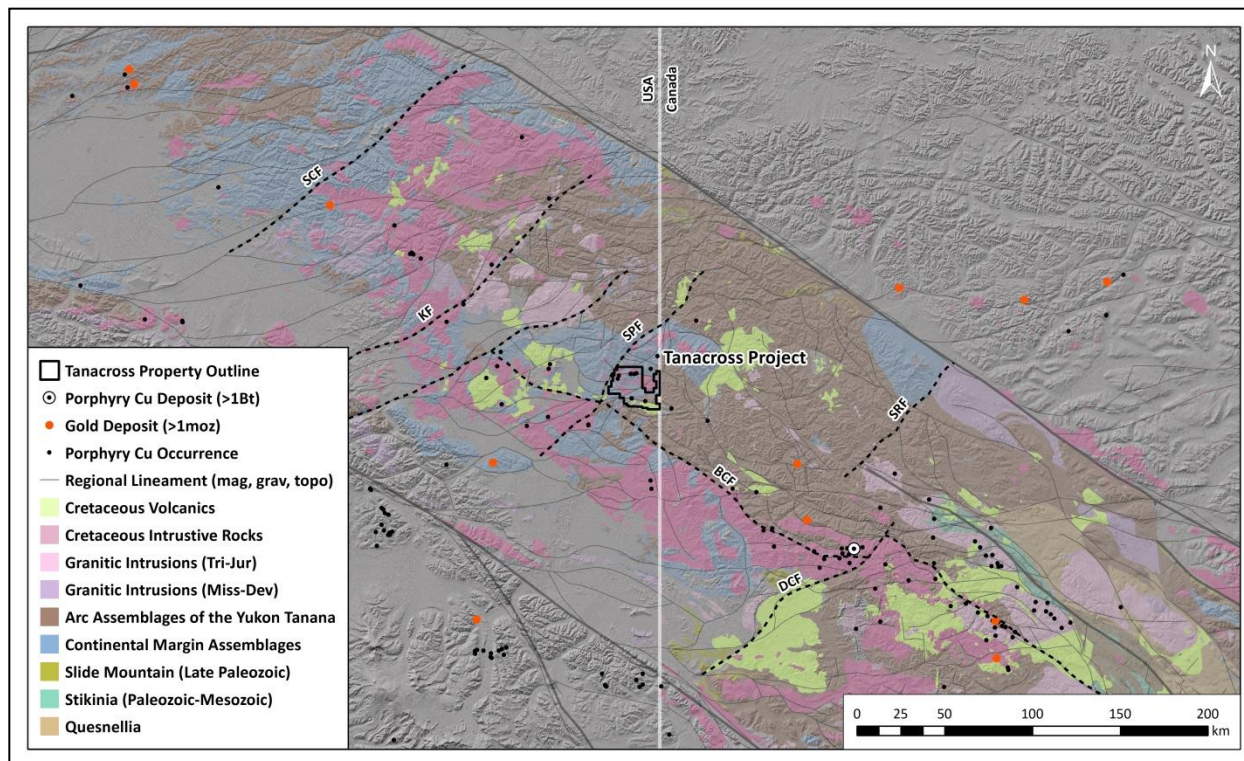 USA
Canada
N
SCF
KF
SPF
Tanacross Project
SRF
BCF
DCF
Tanacross Property Outline
Porphyry Cu Deposit (>1Bt)
Gold Deposit (>1moz)
Porphyry Cu Occurrence
Regional Lineament (mag, grav, topo)
Cretaceous Volcanics
Cretaceous Intrustive Rocks
Granitic Intrusions (Tri-Jur)
Granitic Intrusions (Miss-Dev)
Arc Assemblages of the Yukon Tanana
Continental Margin Assemblages
Slide Mountain (Late Paleozoic)
Stikinia (Paleozoic-Mesozoic)
Quesnellia
0 25 50 100 150 200
km